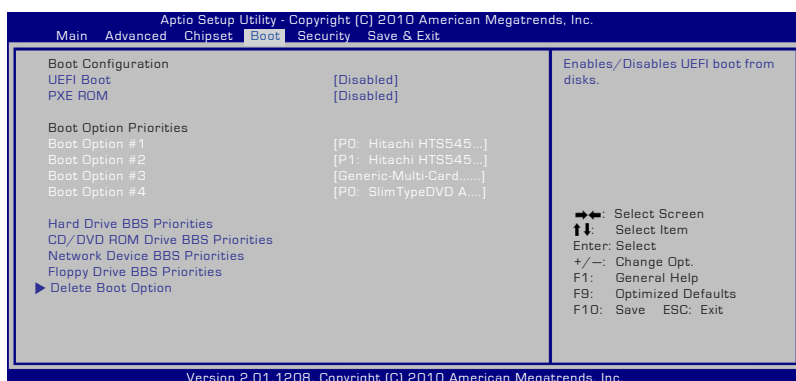 Aptio Setup Utility - Copyright (C) 2010 American Megatrends, Inc.
Main Advanced Chipset Boot Security Save & Exit
Boot Configuration
UEFI Boot [Disabled]
PXE ROM [Disabled]
Boot Option Priorities
Boot Option #1 [P0: Hitachi HTS545...]
Boot Option #2 [P1: Hitachi HTS545...]
Boot Option #3 [Generic-Multi-Card......]
Boot Option #4 [P0: SlimTypeDVD A....]
Hard Drive BBS Priorities
CD/DVD ROM Drive BBS Priorities
Network Device BBS Priorities
Floppy Drive BBS Priorities
Delete Boot Option
Enables/Disables UEFI boot from
disks.
→←: Select Screen
↑↓: Select Item
Enter: Select
+/—: Change Opt.
F1: General Help
F9: Optimized Defaults
F10: Save ESC: Exit
Version 2.01.1208. Copyright (C) 2010 American Megatrends, Inc.